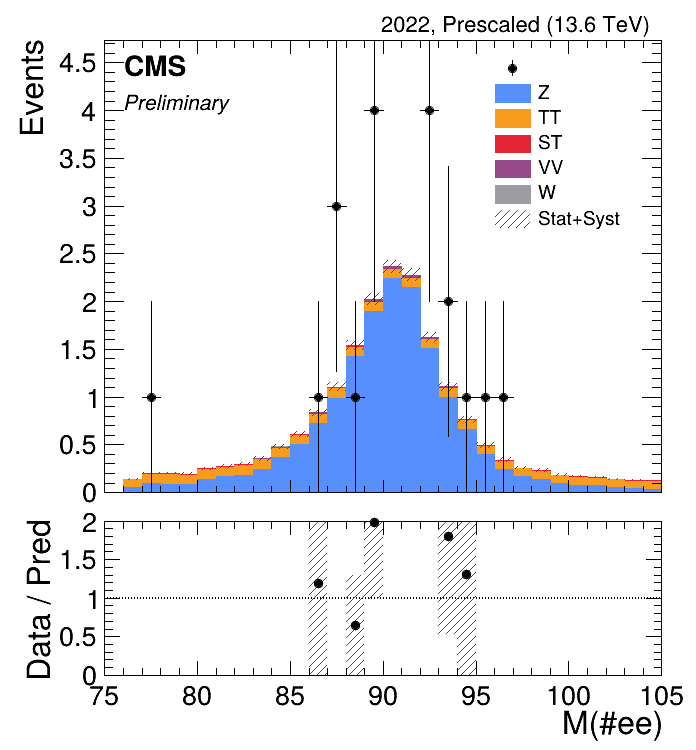 2022, Prescaled (13.6 TeV)
CMS
Preliminary
Events
4.5
4
3.5
3
2.5
2
1.5
1
0.5
0
Z
TT
ST
VV
W
Stat+Syst
Data / Pred
2
1.5
1
0.5
0
75 80 85 90 95 100 105
M(#ee)